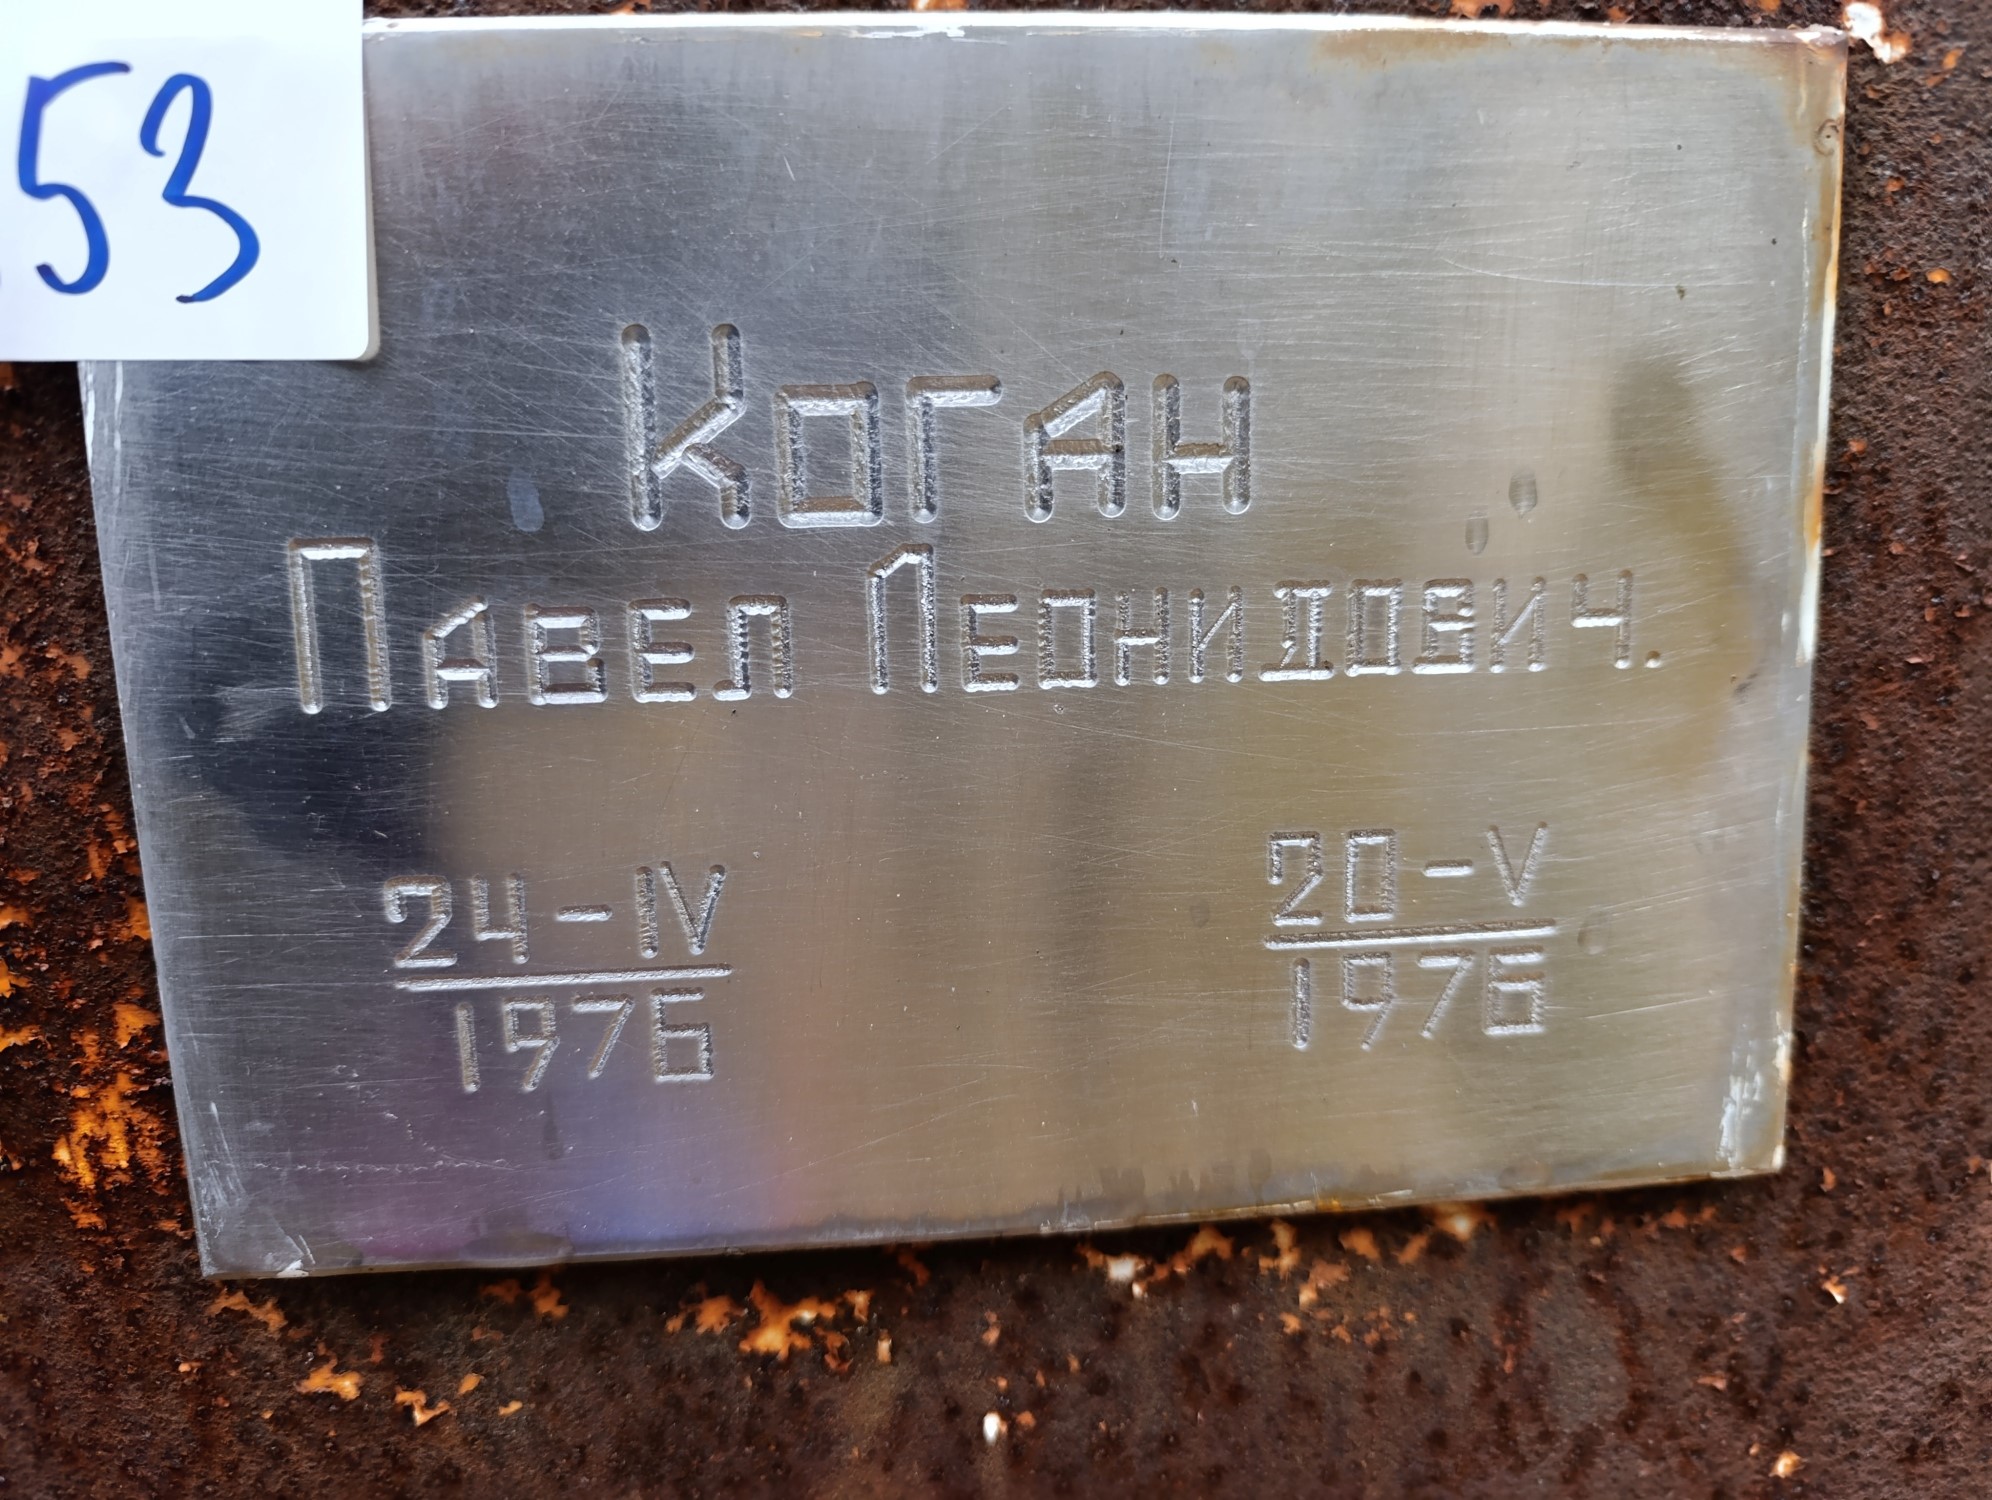 53
Коган
Павел Леонидович.
24-IV
1976
20-V
1976